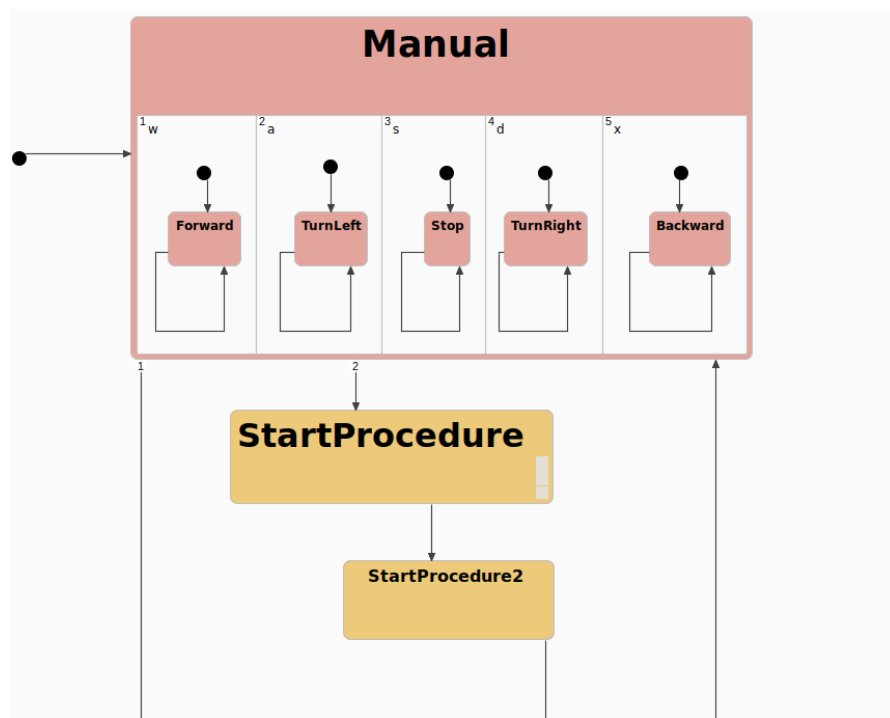 Manual
1 w
2 a
3 s
4 d
5 x
Forward
TurnLeft
Stop
TurnRight
Backward
1
2
StartProcedure
StartProcedure2